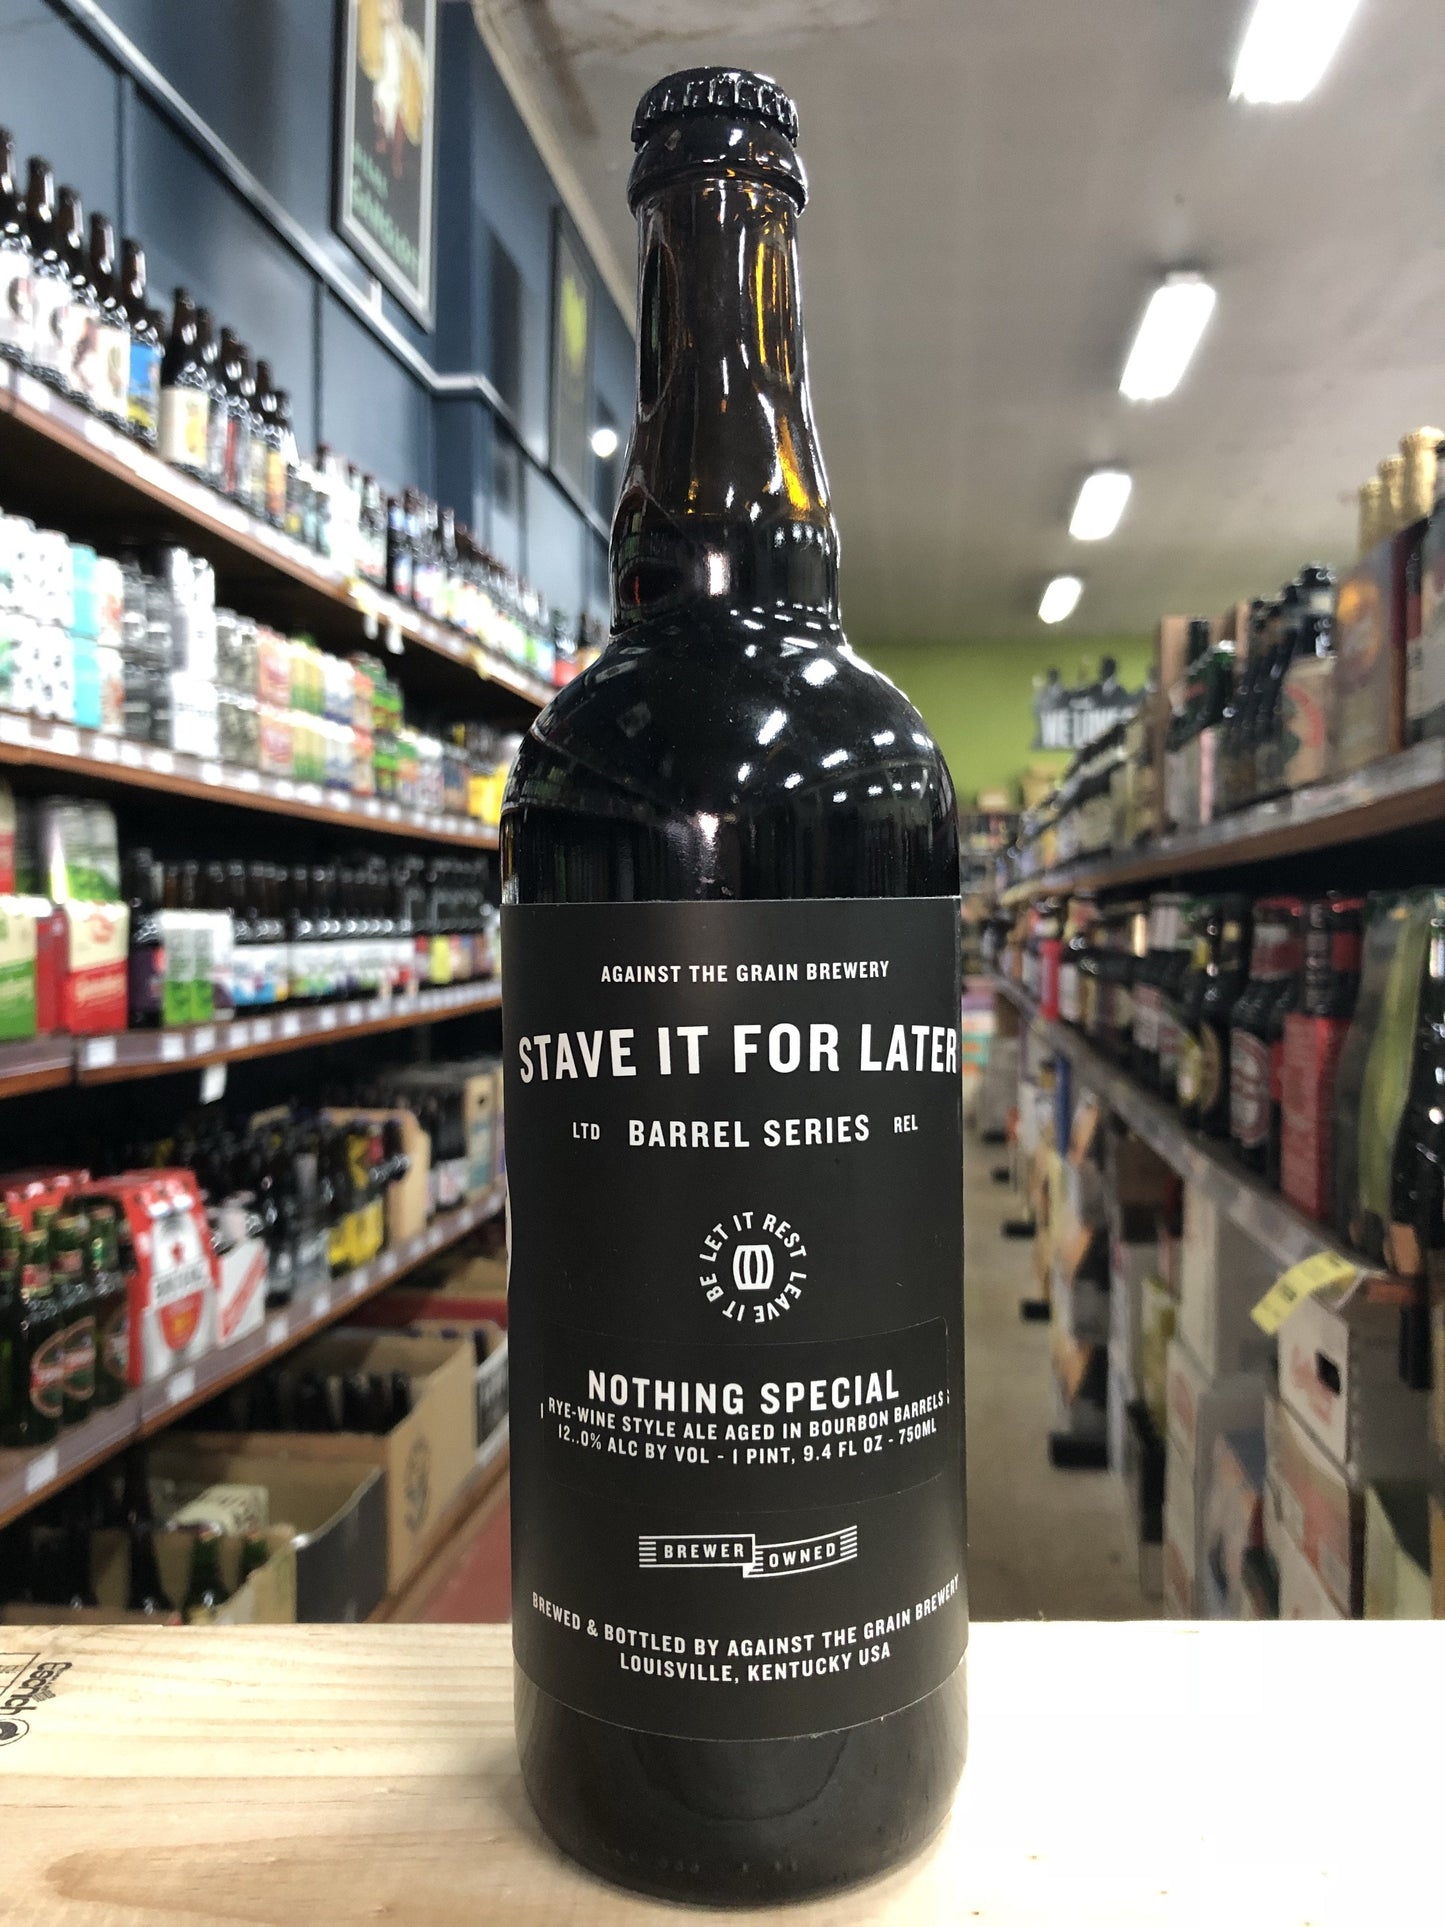 AGAINST THE GRAIN BREWERY
STAVE IT FOR LATER
LTD BARREL SERIES REL
LET IT REST LEAVE IT BE
NOTHING SPECIAL
RYE-WINE STYLE ALE AGED IN BOURBON BARRELS
12..0% ALC BY VOL - 1 PINT, 9.4 FL OZ - 750ML
BREWER OWNED
BREWED & BOTTLED BY AGAINST THE GRAIN BREWERY
LOUISVILLE, KENTUCKY USA
WE LOVE